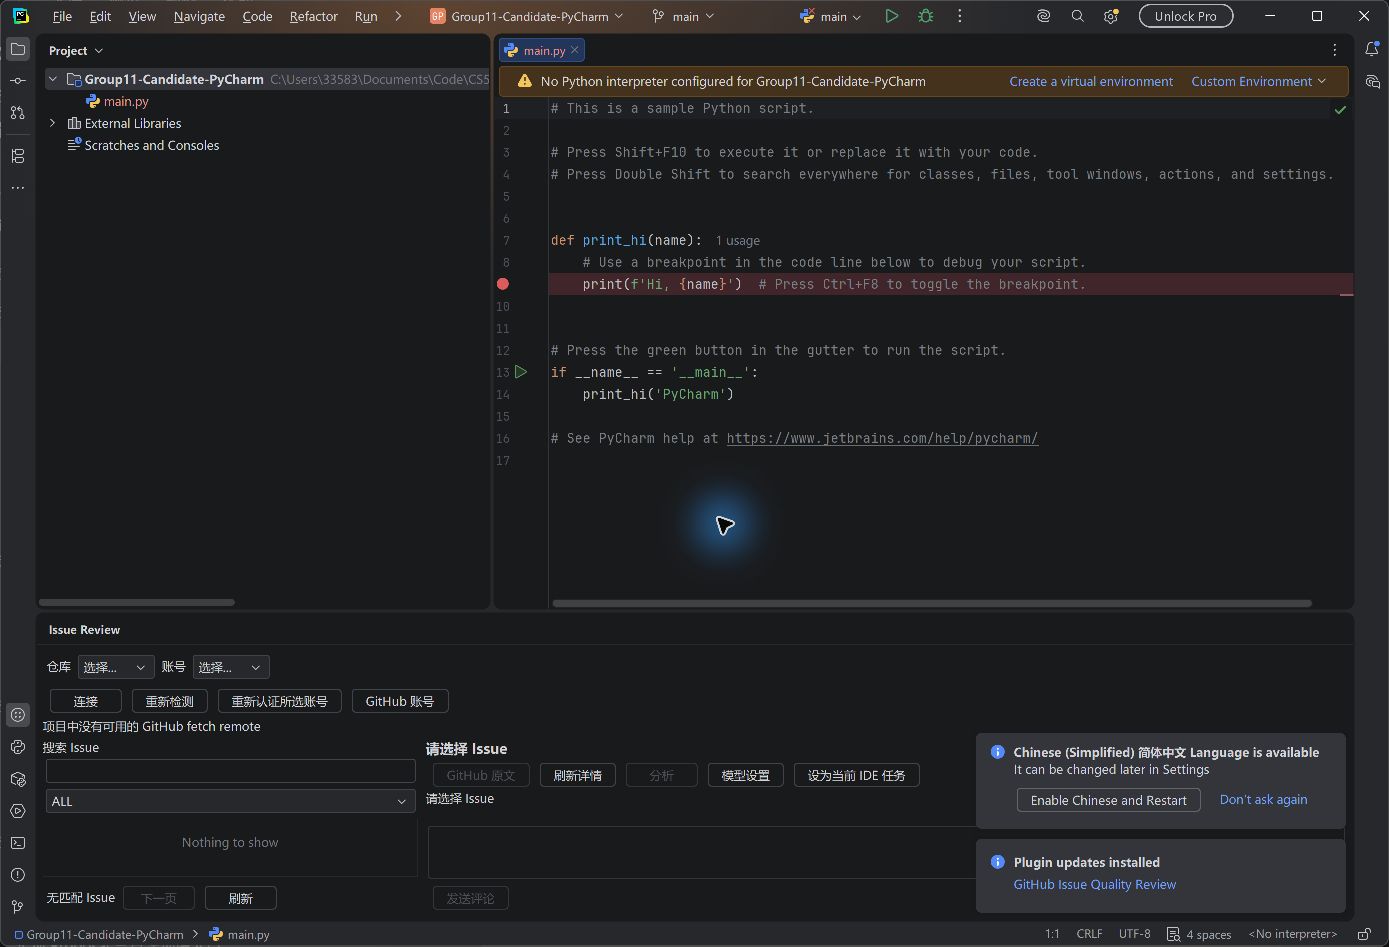 File Edit View Navigate Code Refactor Run GP Group11-Candidate-PyCharm main main Unlock Pro
Project
main.py
Group11-Candidate-PyCharm C:\Users\33583\Documents\Code\CS5
main.py
External Libraries
Scratches and Consoles
No Python interpreter configured for Group11-Candidate-PyCharm Create a virtual environment Custom Environment
1 # This is a sample Python script.
2
3 # Press Shift+F10 to execute it or replace it with your code.
4 # Press Double Shift to search everywhere for classes, files, tool windows, actions, and settings.
5
6
7 def print_hi(name): 1 usage
8 # Use a breakpoint in the code line below to debug your script.
print(f'Hi, {name}') # Press Ctrl+F8 to toggle the breakpoint.
10
11
12 # Press the green button in the gutter to run the script.
13 if __name__ == '__main__':
14 print_hi('PyCharm')
15
16 # See PyCharm help at https://www.jetbrains.com/help/pycharm/
17
Issue Review
仓库 选择... 账号 选择...
连接 重新检测 重新认证所选账号 GitHub 账号
项目中没有可用的 GitHub fetch remote
搜索 Issue
ALL
Nothing to show
无匹配 Issue 下一页 刷新
请选择 Issue
GitHub 原文 刷新详情 分析 模型设置 设为当前 IDE 任务
请选择 Issue
发送评论
Chinese (Simplified) 简体中文 Language is available
It can be changed later in Settings
Enable Chinese and Restart Don't ask again
Plugin updates installed
GitHub Issue Quality Review
Group11-Candidate-PyCharm main.py 1:1 CRLF UTF-8 4 spaces <No interpreter>